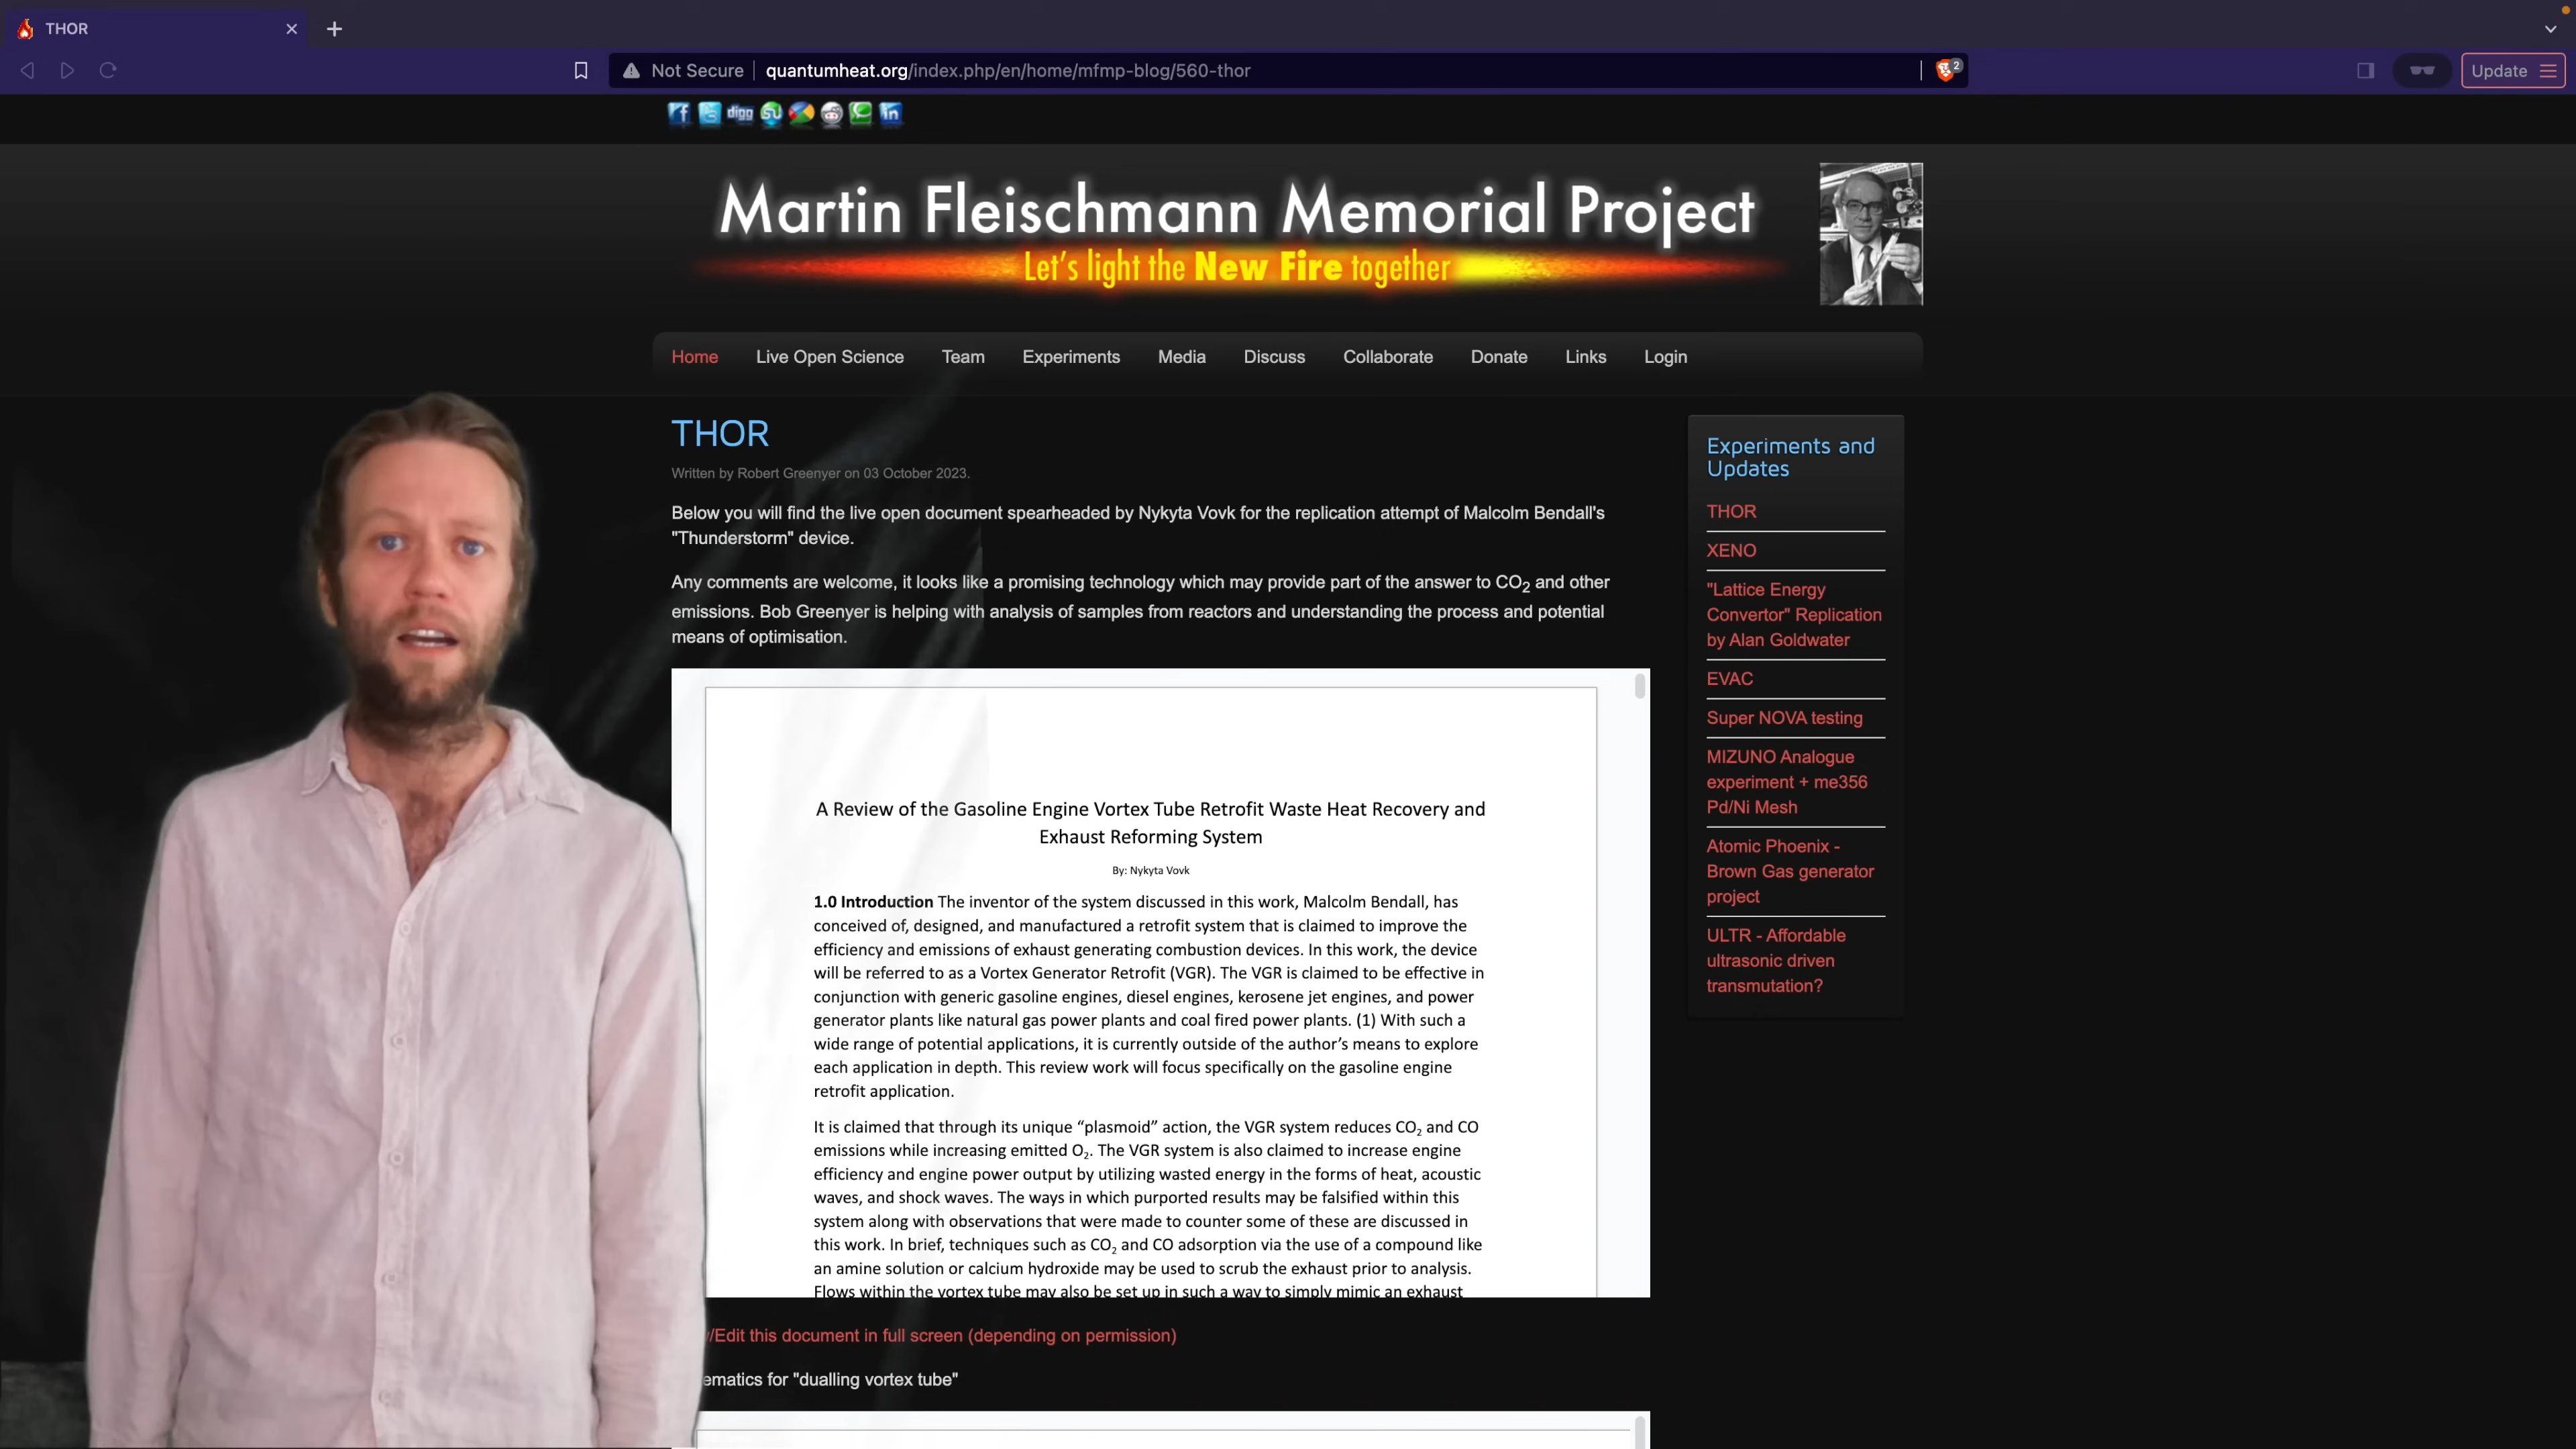 THOR
Not Secure quantumheat.org/index.php/en/home/mfmp-blog/560-thor 2 Update
digg
Martin Fleischmann Memorial Project
Let's light the New Fire together
Home Live Open Science Team Experiments Media Discuss Collaborate Donate Links Login
THOR
Written by Robert Greenyer on 03 October 2023.
Below you will find the live open document spearheaded by Nykyta Vovk for the replication attempt of Malcolm Bendall's
"Thunderstorm" device.
Any comments are welcome, it looks like a promising technology which may provide part of the answer to CO2 and other
emissions. Bob Greenyer is helping with analysis of samples from reactors and understanding the process and potential
means of optimisation.
A Review of the Gasoline Engine Vortex Tube Retrofit Waste Heat Recovery and
Exhaust Reforming System
By: Nykyta Vovk
1.0 Introduction The inventor of the system discussed in this work, Malcolm Bendall, has
conceived of, designed, and manufactured a retrofit system that is claimed to improve the
efficiency and emissions of exhaust generating combustion devices. In this work, the device
will be referred to as a Vortex Generator Retrofit (VGR). The VGR is claimed to be effective in
conjunction with generic gasoline engines, diesel engines, kerosene jet engines, and power
generator plants like natural gas power plants and coal fired power plants. (1) With such a
wide range of potential applications, it is currently outside of the author's means to explore
each application in depth. This review work will focus specifically on the gasoline engine
retrofit application.
It is claimed that through its unique “plasmoid” action, the VGR system reduces CO2 and CO
emissions while increasing emitted O2. The VGR system is also claimed to increase engine
efficiency and engine power output by utilizing wasted energy in the forms of heat, acoustic
waves, and shock waves. The ways in which purported results may be falsified within this
system along with observations that were made to counter some of these are discussed in
this work. In brief, techniques such as CO2 and CO adsorption via the use of a compound like
an amine solution or calcium hydroxide may be used to scrub the exhaust prior to analysis.
Flows within the vortex tube may also be set up in such a way to simply mimic an exhaust
/Edit this document in full screen (depending on permission)
ematics for "dualling vortex tube"
Experiments and
Updates
THOR
XENO
"Lattice Energy
Convertor" Replication
by Alan Goldwater
EVAC
Super NOVA testing
MIZUNO Analogue
experiment + me356
Pd/Ni Mesh
Atomic Phoenix -
Brown Gas generator
project
ULTR - Affordable
ultrasonic driven
transmutation?